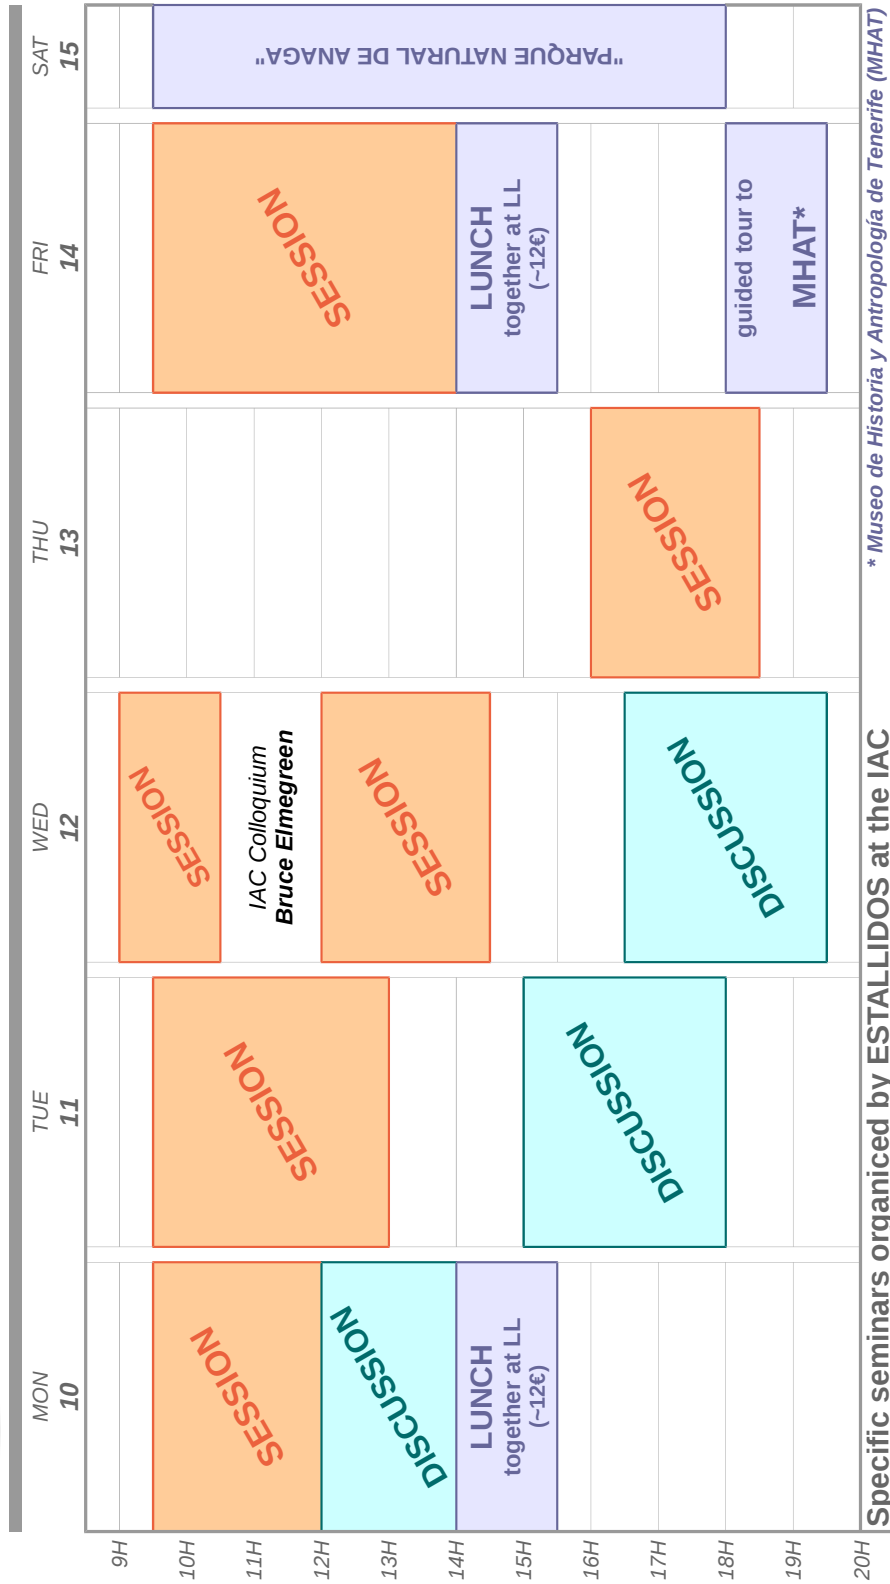 MON
10
TUE
11
WED
12
THU
13
FRI
14
SAT
15
9H
10H
11H
12H
13H
14H
15H
16H
17H
18H
19H
20H
SESSION
DISCUSSION
LUNCH
together at LL
(~12€)
SESSION
DISCUSSION
SESSION
IAC Colloquium
Bruce Elmegreen
SESSION
DISCUSSION
SESSION
SESSION
LUNCH
together at LL
(~12€)
guided tour to
MHAT*
"PARQUE NATURAL DE ANAGA"
Specific seminars organiced by ESTALLIDOS at the IAC
* Museo de Historia y Antropología de Tenerife (MHAT)